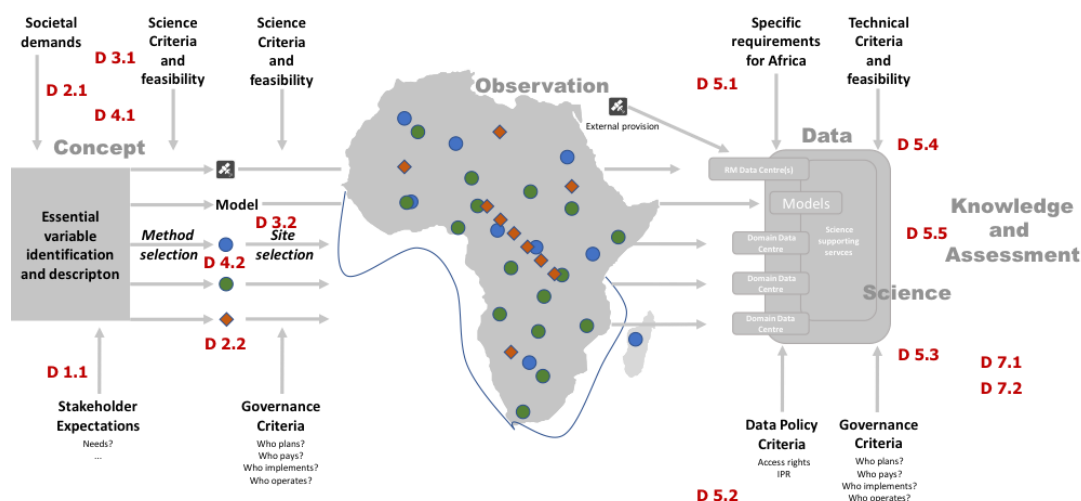 Societal
demands
D 3.1
D 2.1
D 4.1
Science
Criteria
and
feasibility
Science
Criteria
and
feasibility
Concept
Essential
variable
identification
and descripton
Method
selection
Model
D 3.2
Site
selection
D 4.2
D 2.2
D 1.1
Stakeholder
Expectations
Needs?
...
Governance
Criteria
Who plans?
Who pays?
Who implements?
Who operates?
Observation
External provision
Specific
requirements
for Africa
D 5.1
Technical
Criteria
and
feasibility
Data
D 5.4
RM Data Centre(s)
Models
Science
supporting
servces
Domain Data
Centre
Domain Data
Centre
Domain Data
Centre
D 5.5
Knowledge
and
Assessment
Science
D 5.3
D 7.1
D 7.2
Data Policy
Criteria
Access rights
IPR
D 5.2
Governance
Criteria
Who plans?
Who pays?
Who implements?
Who operates?